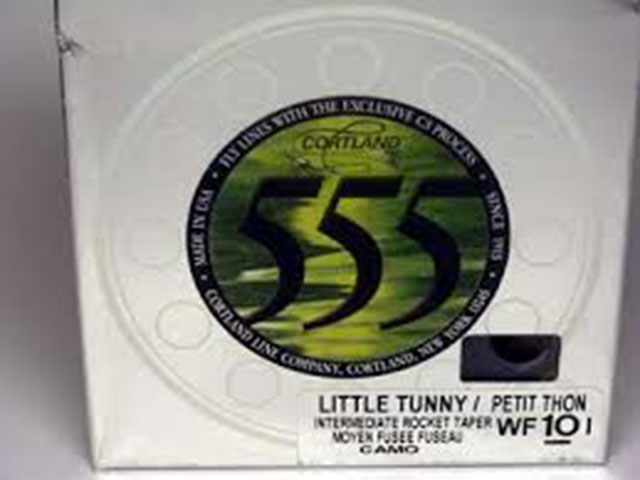 FLY LINES WITH THE EXCLUSIVE C3 PROCESS
CORTLAND
555
MADE IN USA
SINCE 1915
CORTLAND LINE COMPANY, CORTLAND, NEW YORK 13045
LITTLE TUNNY / PETIT THON
INTERMEDIATE ROCKET TAPER WF 10 I
MOYEN FUSEE FUSEAU
CAMO